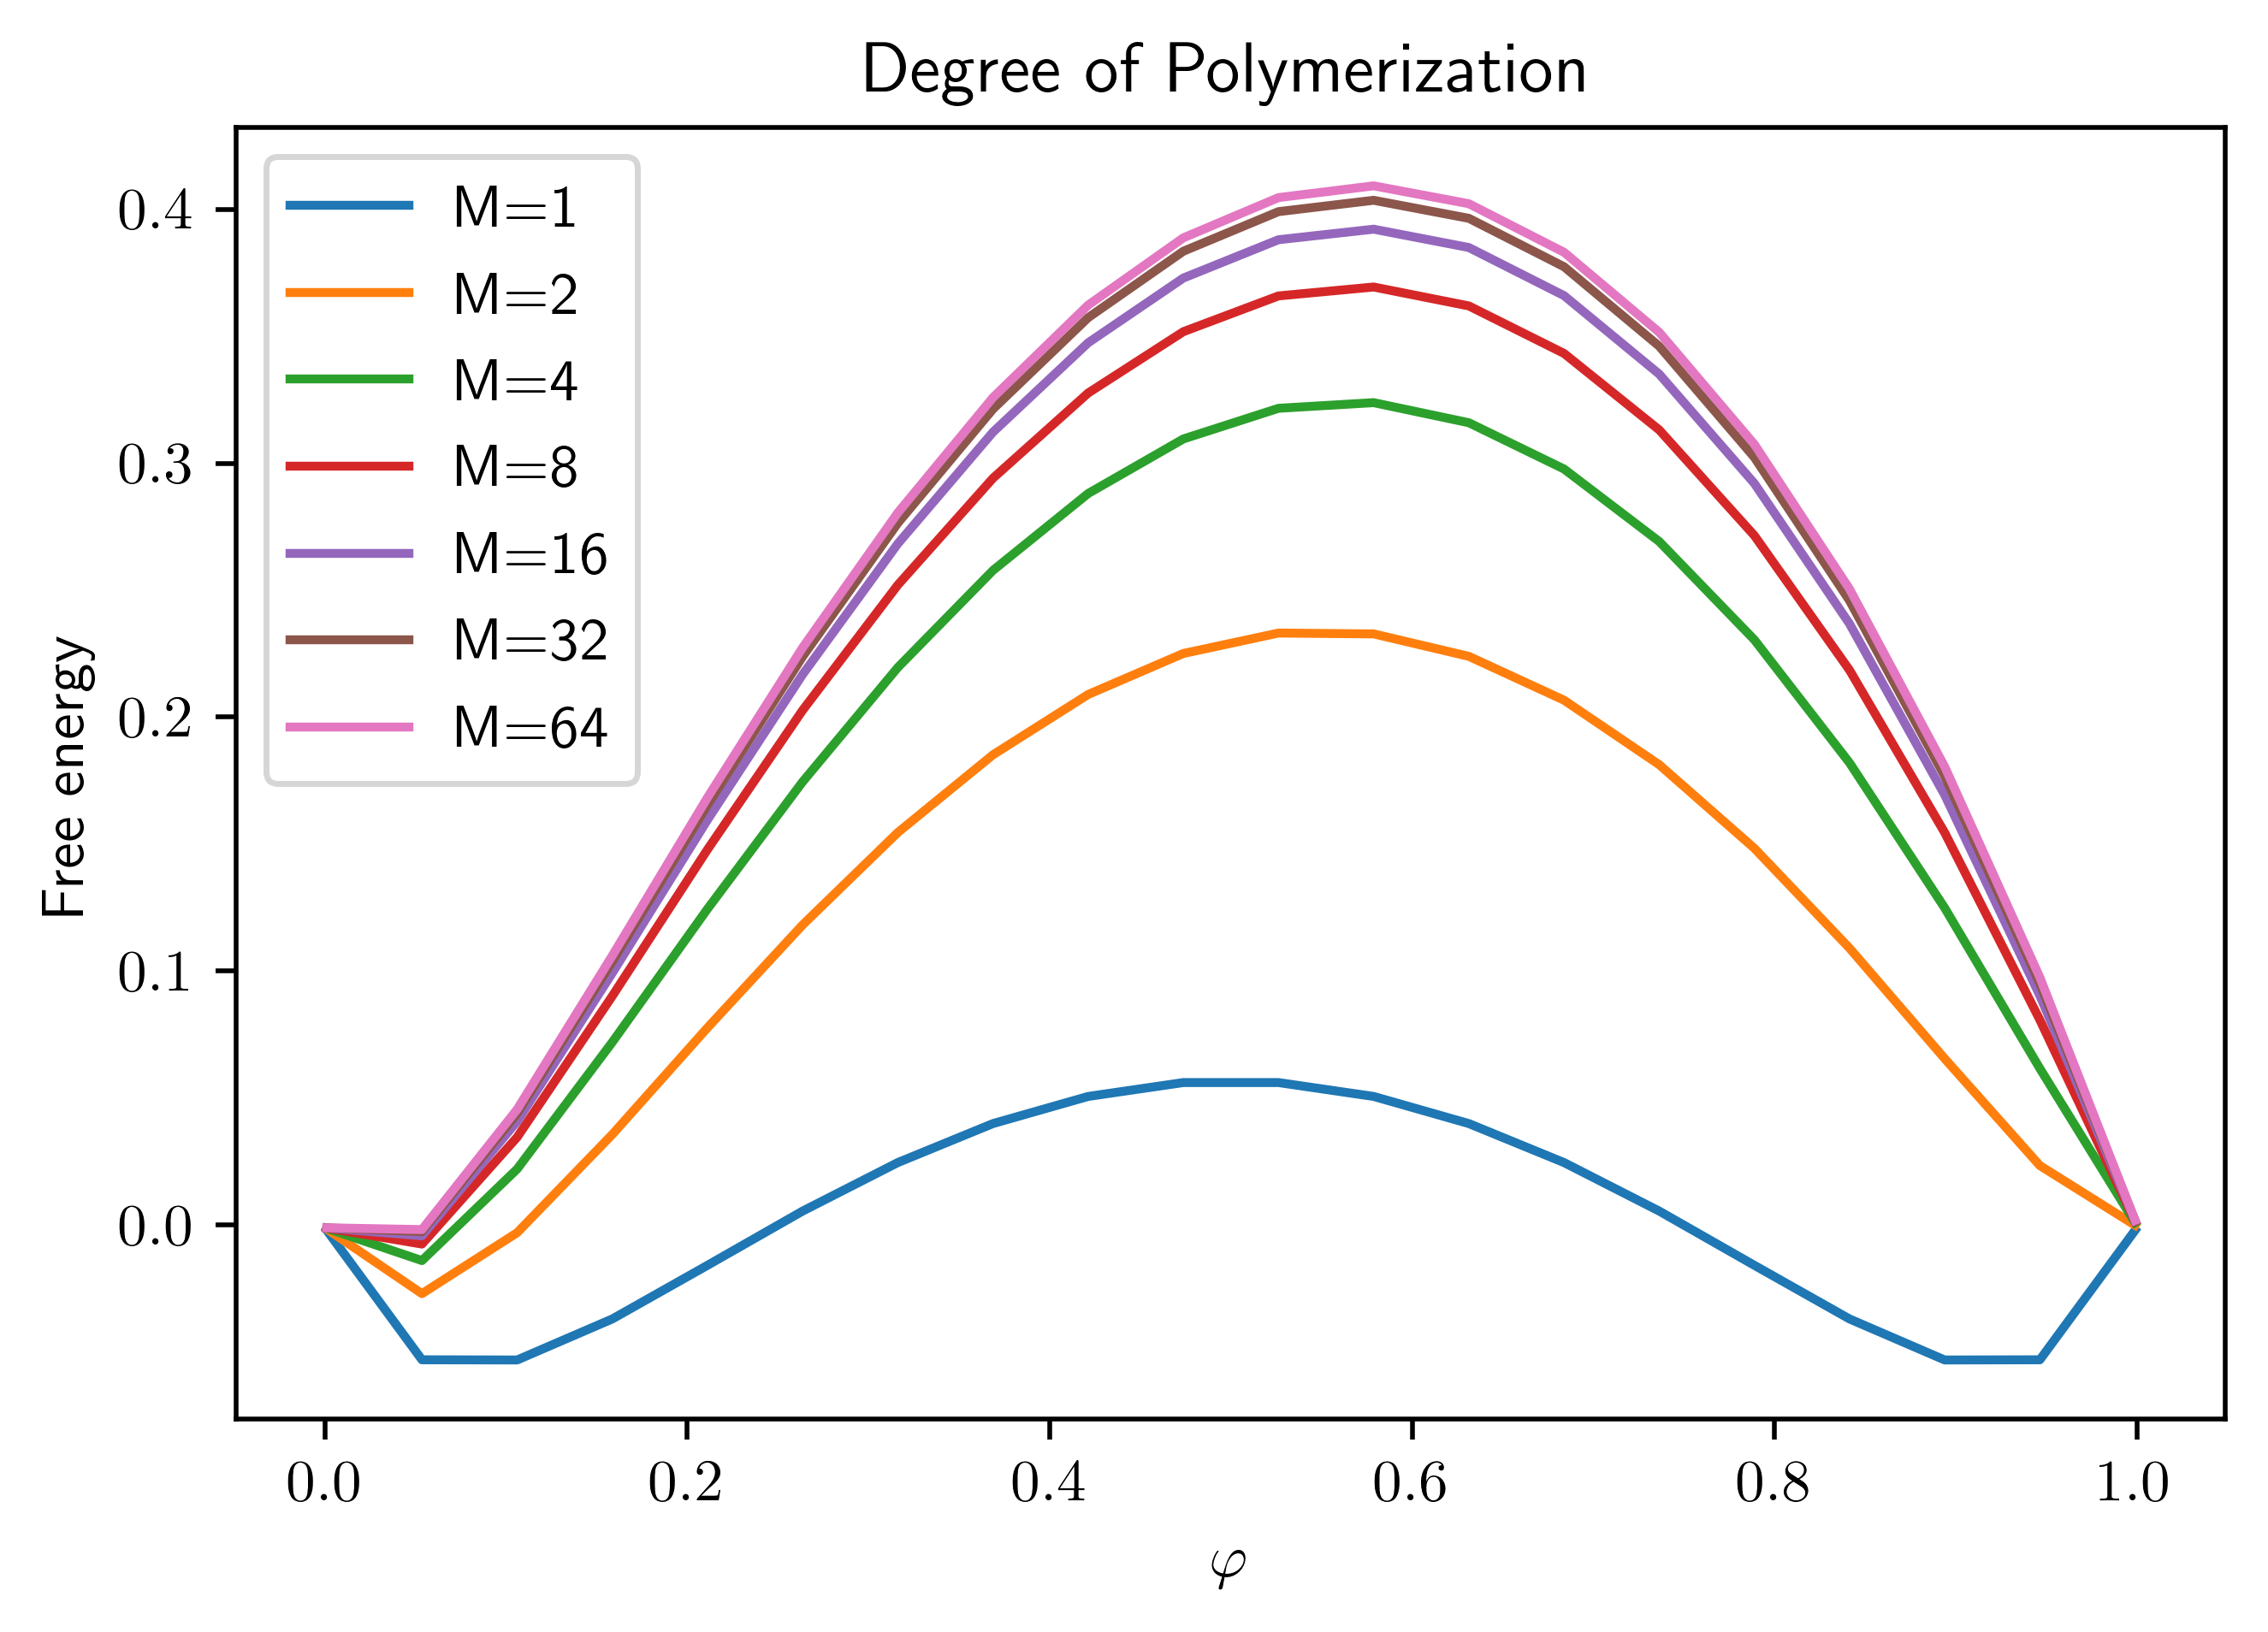 Degree of Polymerization
M=1
M=2
M=4
M=8
M=16
M=32
M=64
Free energy
0.4
0.3
0.2
0.1
0.0
0.0 0.2 0.4 0.6 0.8 1.0
φ